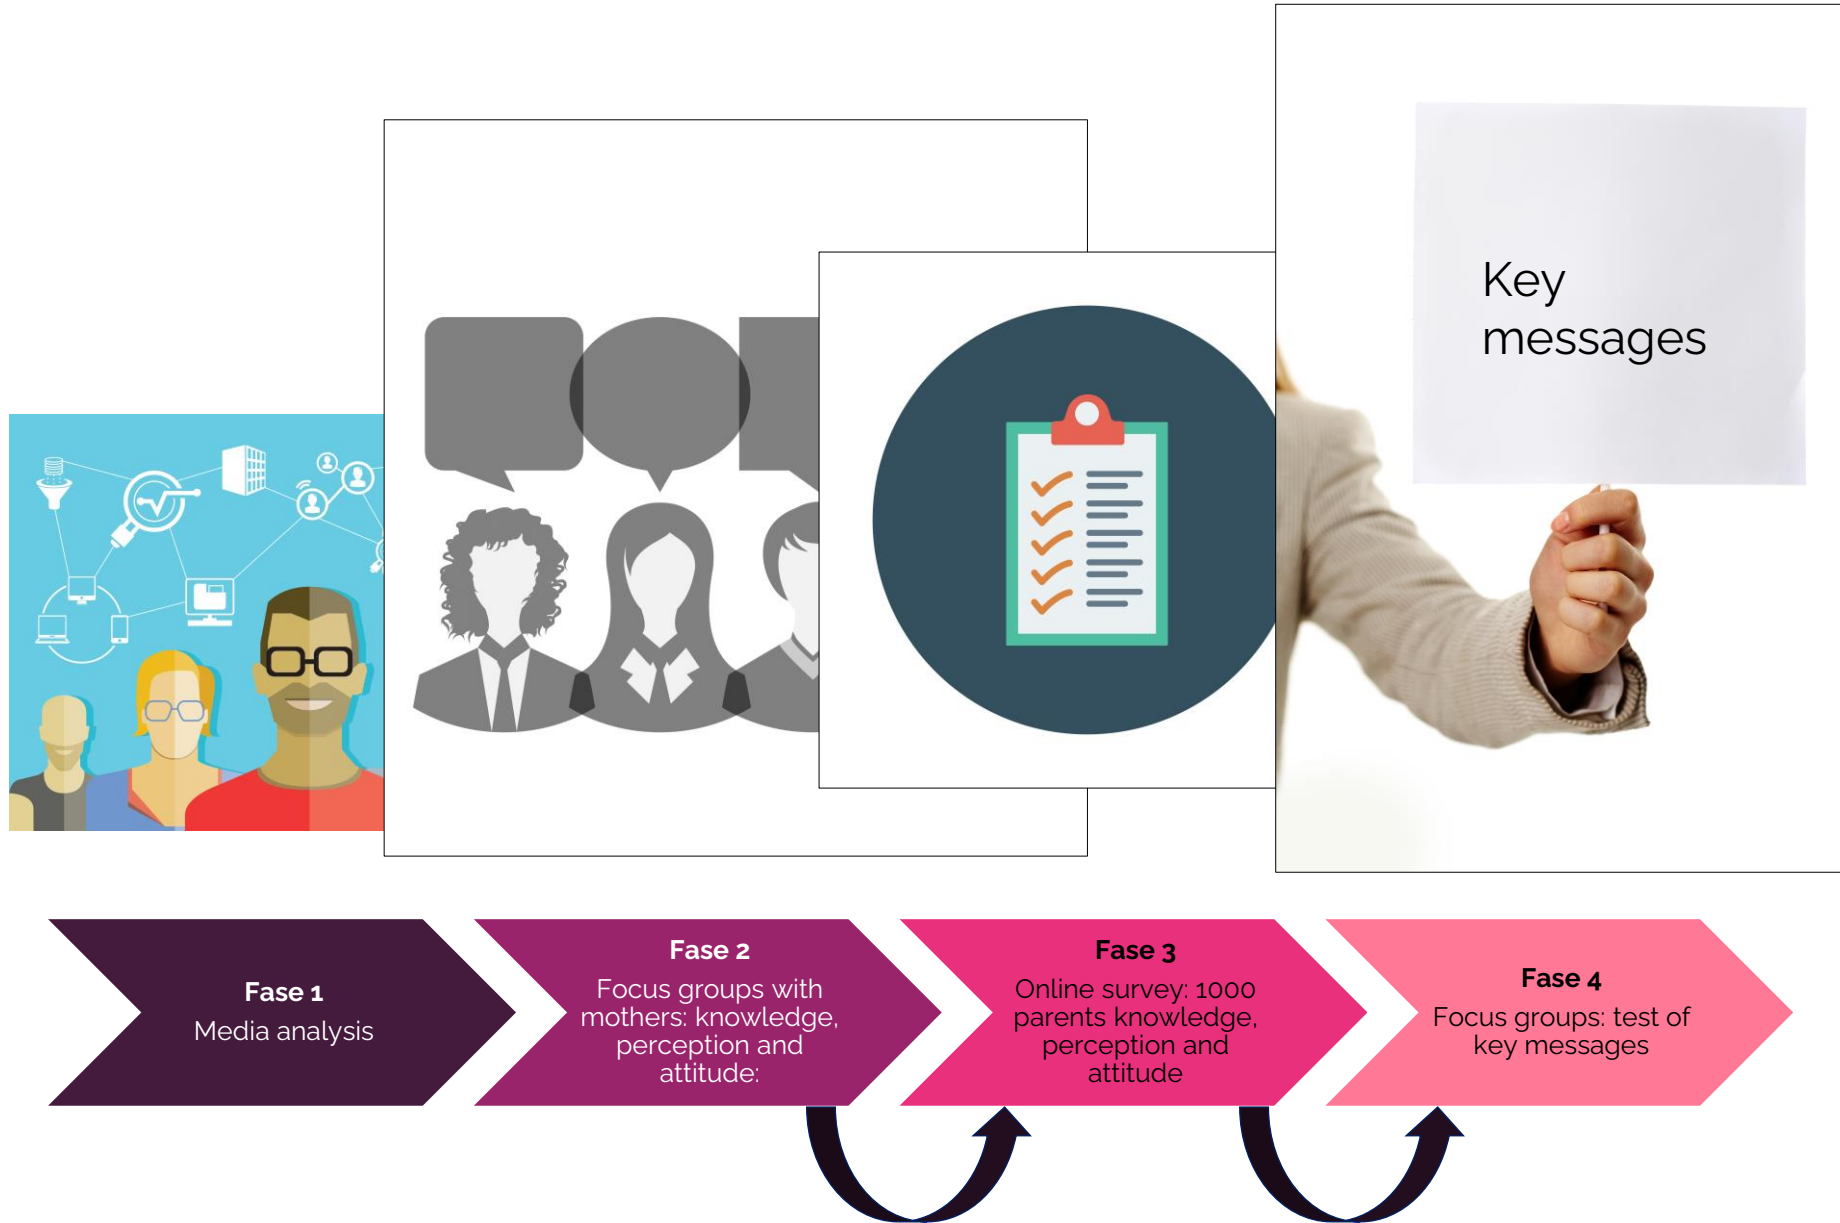 Key
messages
Fase 1
Media analysis
Fase 2
Focus groups with
mothers: knowledge,
perception and
attitude:
Fase 3
Online survey: 1000
parents knowledge,
perception and
attitude
Fase 4
Focus groups: test of
key messages